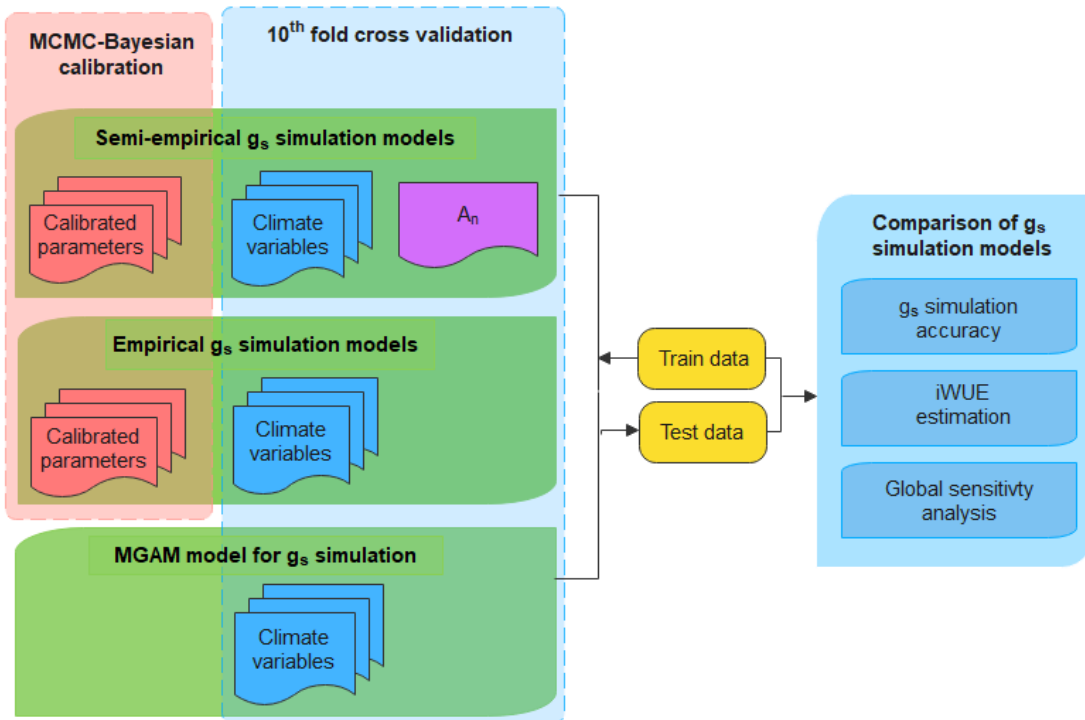 MCMC-Bayesian
calibration
10th fold cross validation
Semi-empirical gs simulation models
Calibrated
parameters
Climate
variables
An
Empirical gs simulation models
Calibrated
parameters
Climate
variables
MGAM model for gs simulation
Climate
variables
Train data
Test data
Comparison of gs
simulation models
gs simulation
accuracy
iWUE
estimation
Global sensitivty
analysis